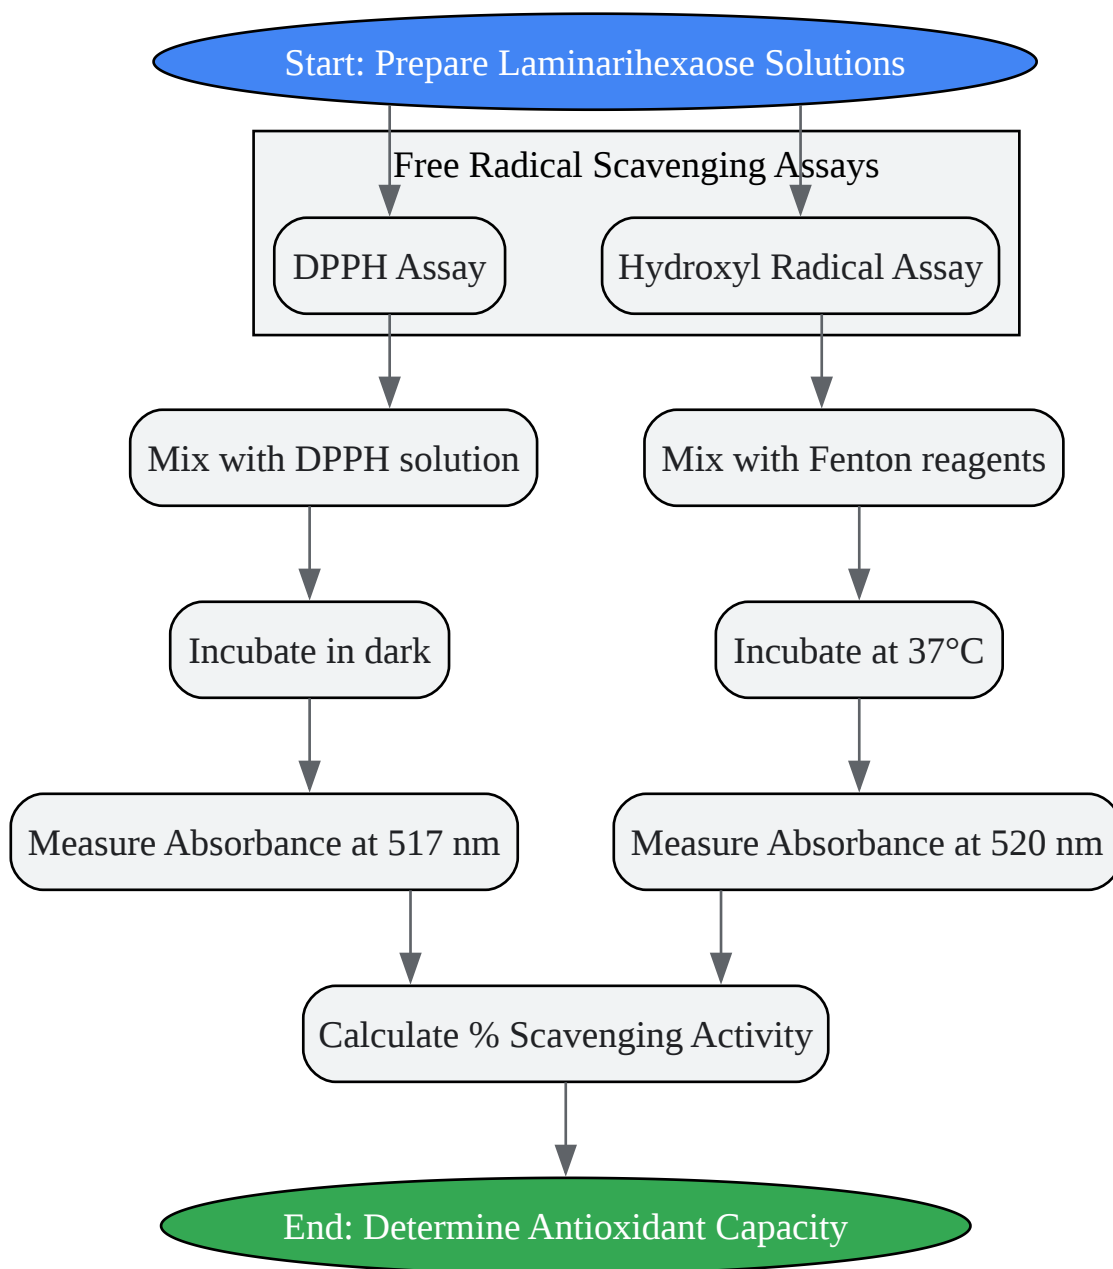 Start: Prepare Laminarihexaose Solutions
Free Radical Scavenging Assays
DPPH Assay
Hydroxyl Radical Assay
Mix with DPPH solution
Mix with Fenton reagents
Incubate in dark
Incubate at 37°C
Measure Absorbance at 517 nm
Measure Absorbance at 520 nm
Calculate % Scavenging Activity
End: Determine Antioxidant Capacity